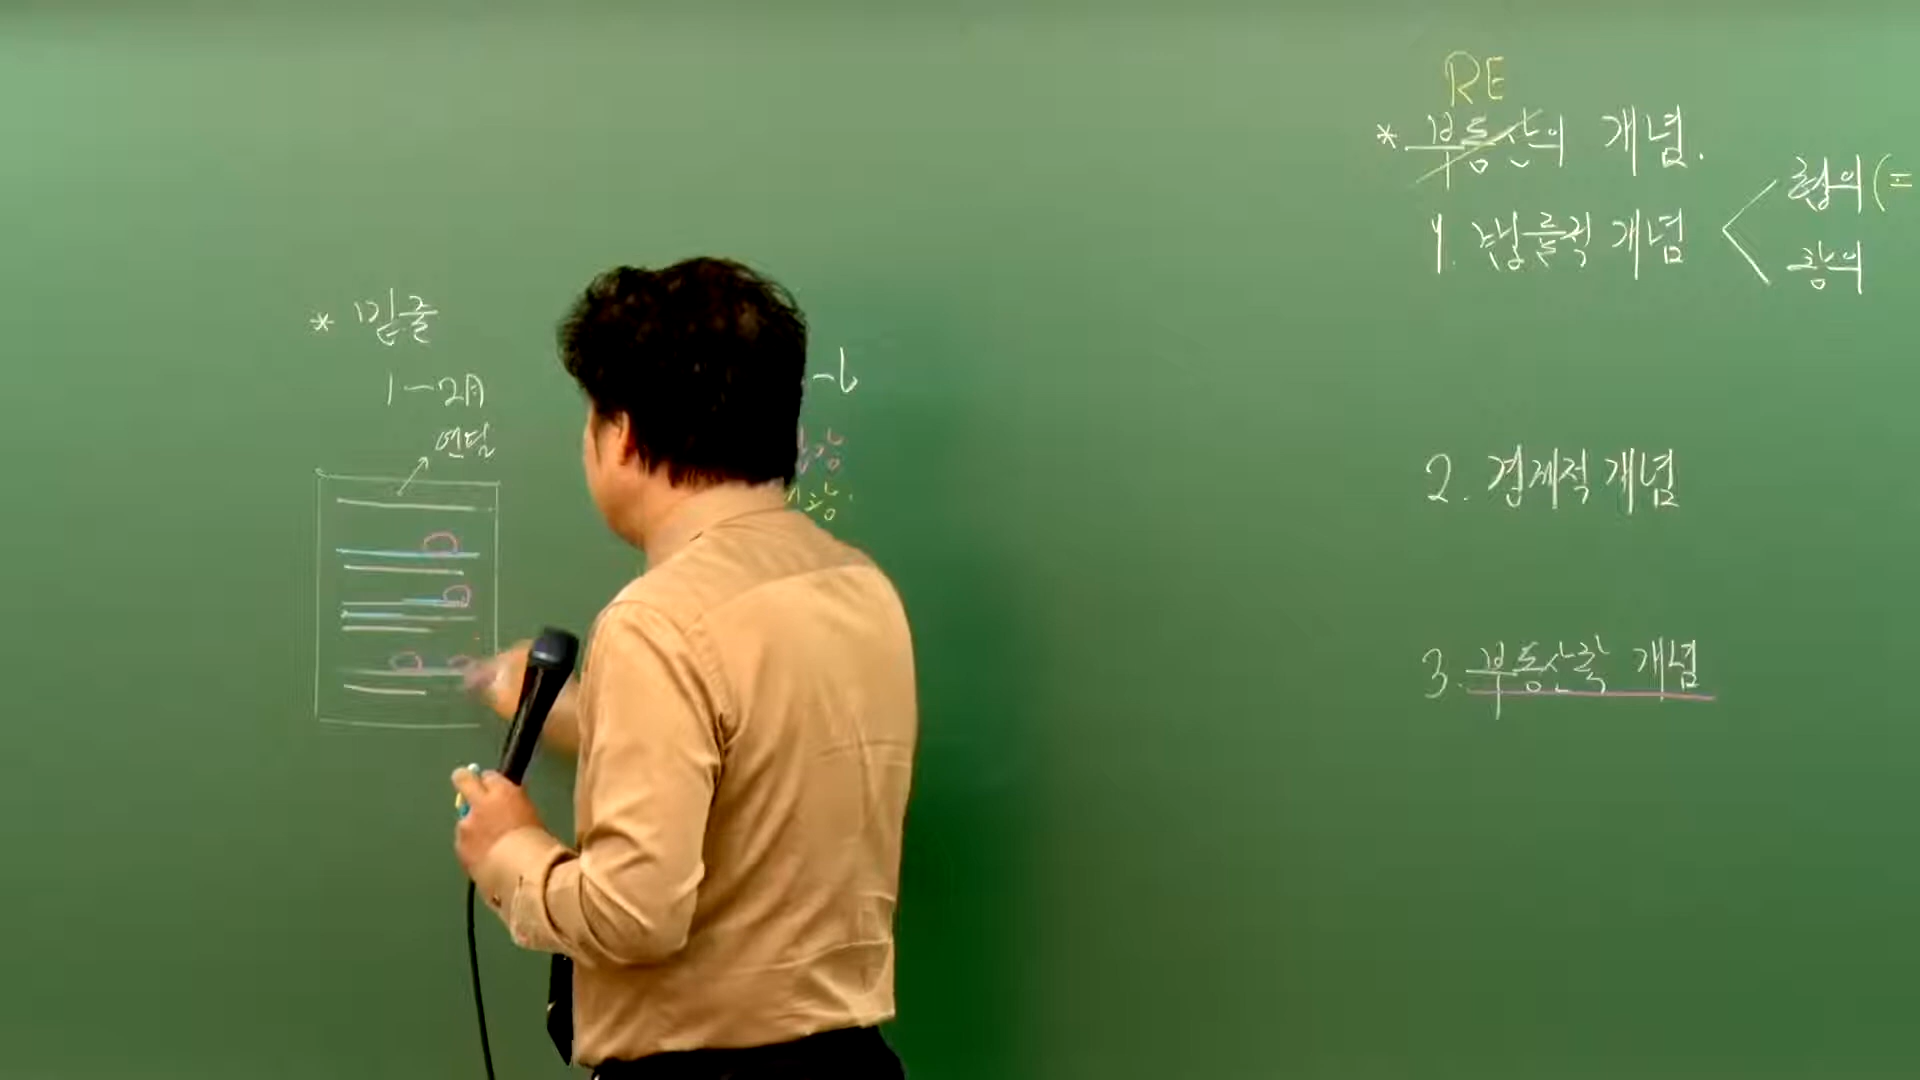 * 밑줄
1-2月
연필
RE
* 부동산의 개념.
1. 법률적 개념
협의(=
광의
2. 경제적 개념
3. 부동산학 개념